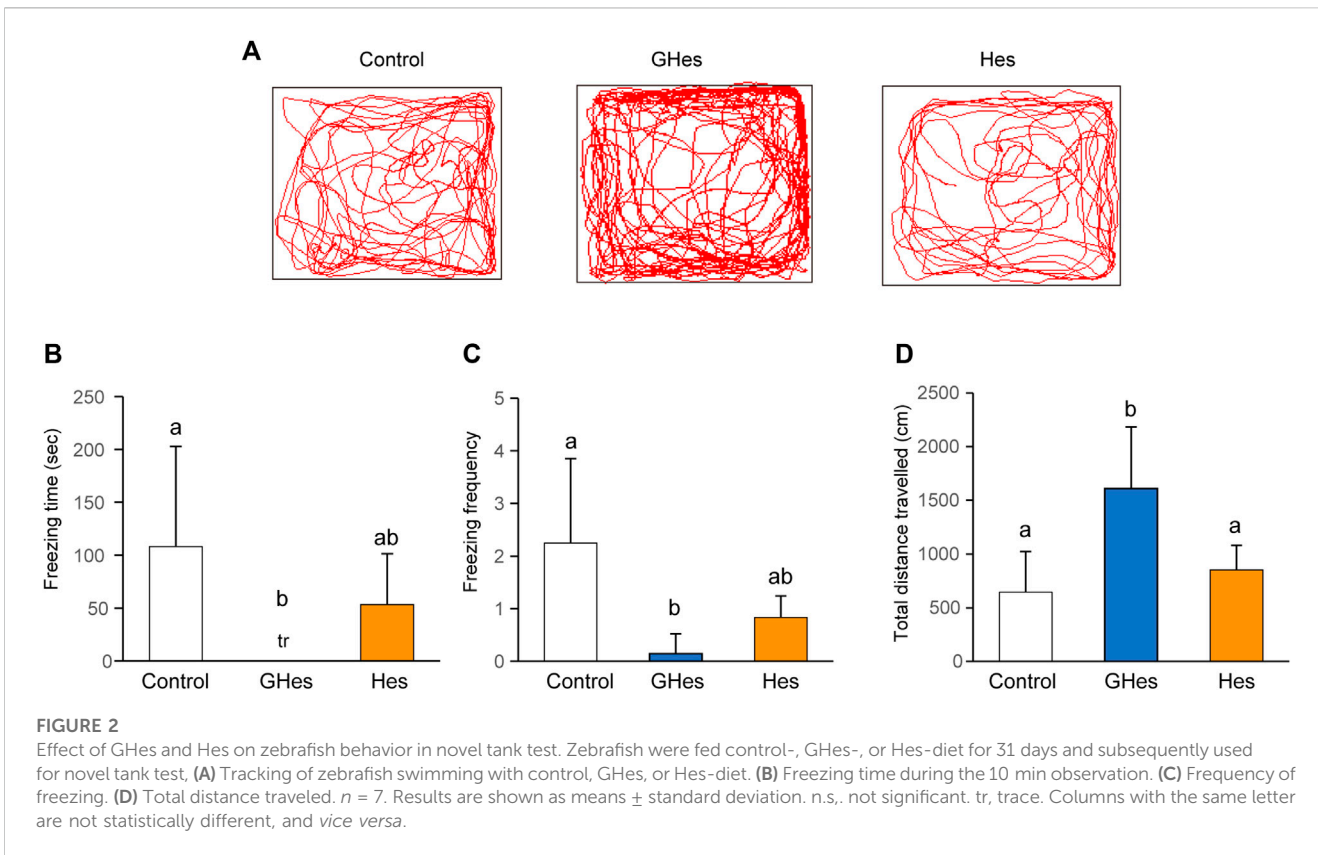 A
Control GHes Hes
B
C
D
Freezing time (sec)
250
200
150
100
50
0
a
b
tr
ab
Control GHes Hes
Freezing frequency
5
4
3
2
1
0
a
b
ab
Control GHes Hes
Total distance travelled (cm)
2500
2000
1500
1000
500
0
a
b
a
Control GHes Hes
FIGURE 2
Effect of GHes and Hes on zebrafish behavior in novel tank test. Zebrafish were fed control-, GHes-, or Hes-diet for 31 days and subsequently used
for novel tank test, (A) Tracking of zebrafish swimming with control, GHes, or Hes-diet. (B) Freezing time during the 10 min observation. (C) Frequency of
freezing. (D) Total distance traveled. n = 7. Results are shown as means ± standard deviation. n.s,. not significant. tr, trace. Columns with the same letter
are not statistically different, and vice versa.